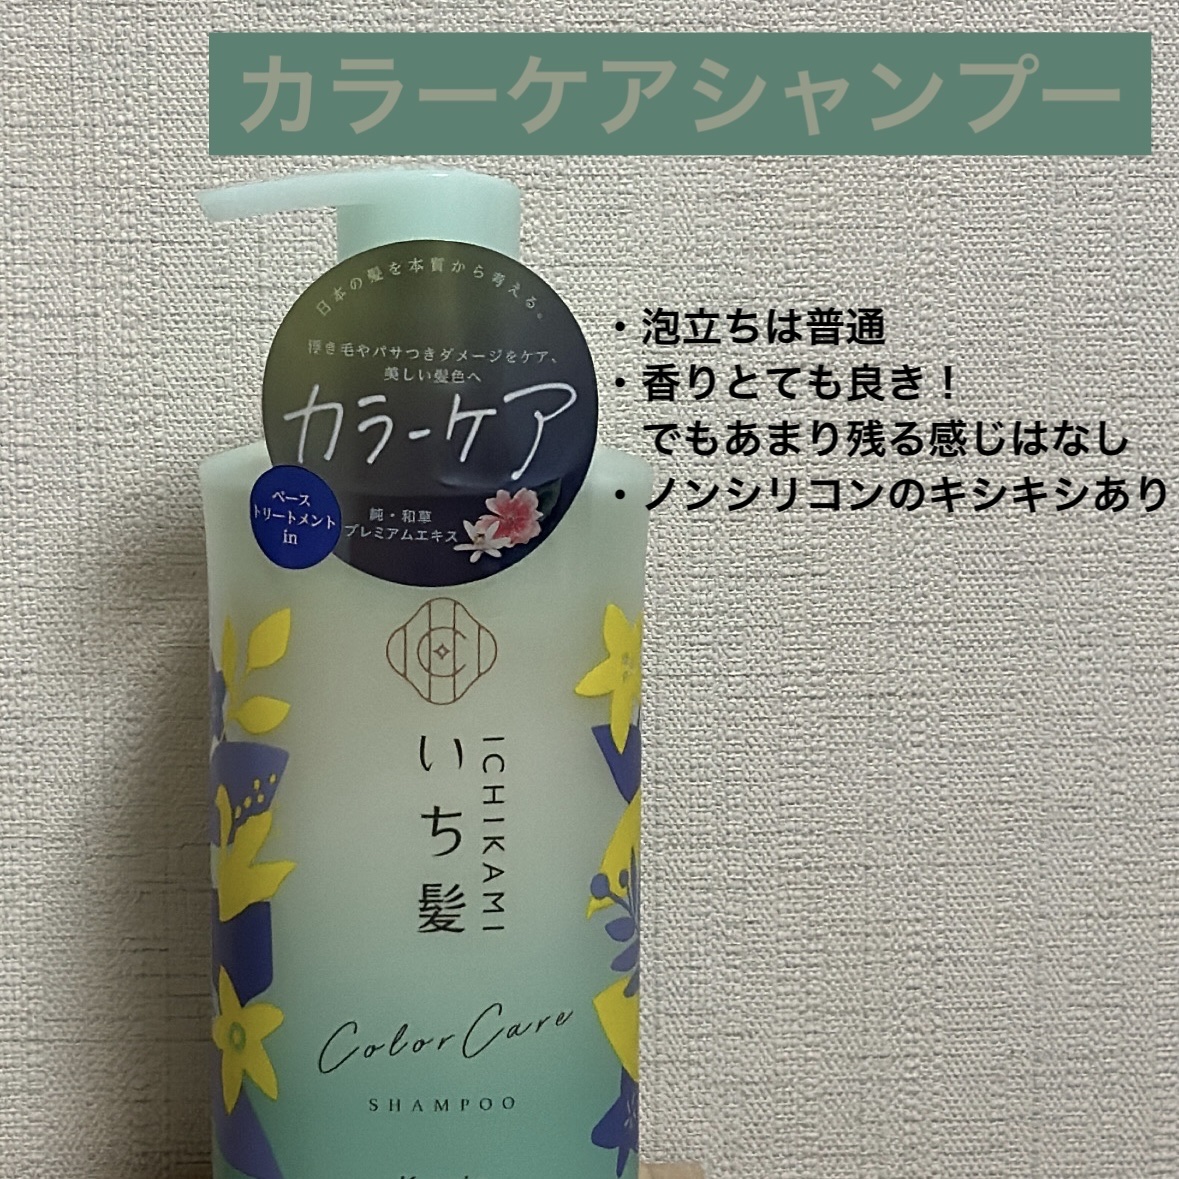 カラーケアシャンプー
日本の髪を本質から考える。
浮き毛やパサつきダメージをケア、
美しい髪色へ
カラーケア
ベース
トリートメント
in
純・和草
プレミアムエキス
・泡立ちは普通
・香りとても良き！
でもあまり残る感じはなし
・ノンシリコンのキシキシあり
いち髪
ICHIKAMI
Color Care
SHAMPOO